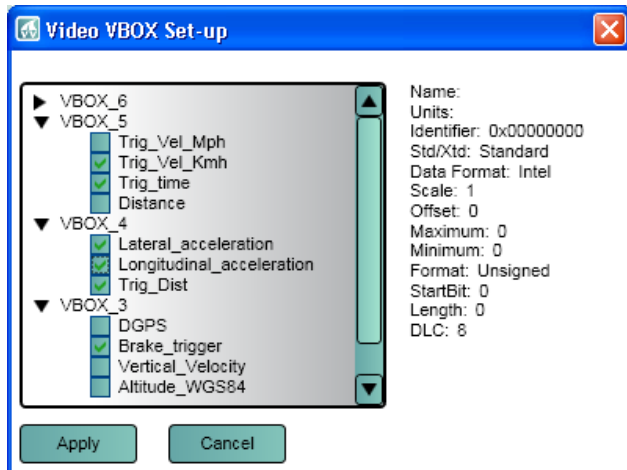 Video VBOX Set-up
VBOX_6
VBOX_5
Trig_Vel_Mph
Trig_Vel_Kmh
Trig_time
Distance
VBOX_4
Lateral_acceleration
Longitudinal_acceleration
Trig_Dist
VBOX_3
DGPS
Brake_trigger
Vertical_Velocity
Altitude_WGS84
Name:
Units:
Identifier: 0x00000000
Std/Xtd: Standard
Data Format: Intel
Scale: 1
Offset: 0
Maximum: 0
Minimum: 0
Format: Unsigned
StartBit: 0
Length: 0
DLC: 8
Apply
Cancel